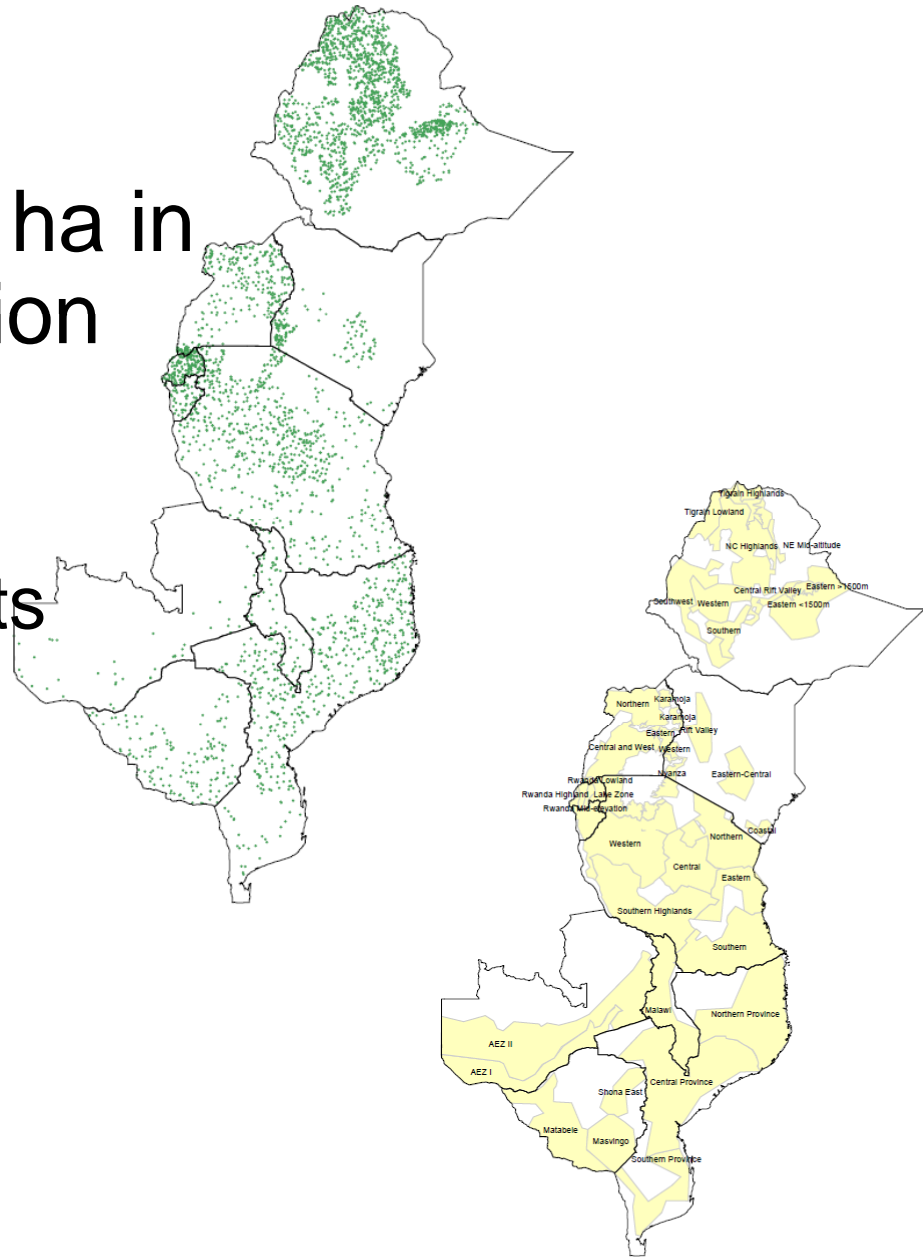 ha in
ion
ts
Tigrain Highlands
Tigrain Lowland
NC Highlands
NE Mid-altitude
Central Rift Valley
Eastern >1500m
Southwest
Western
Eastern <1500m
Southern
Northern
Karamoja
Karamoja
Eastern
Rift Valley
Central and West
Western
Nyanza
Eastern-Central
Rwanda Lowland
Rwanda Highland
Lake Zone
Rwanda Mid-elevation
Coastal
Northern
Western
Central
Eastern
Southern Highlands
Southern
Malawi
Northern Province
AEZ II
AEZ I
Central Province
Shona East
Matabele
Masvingo
Southern Province